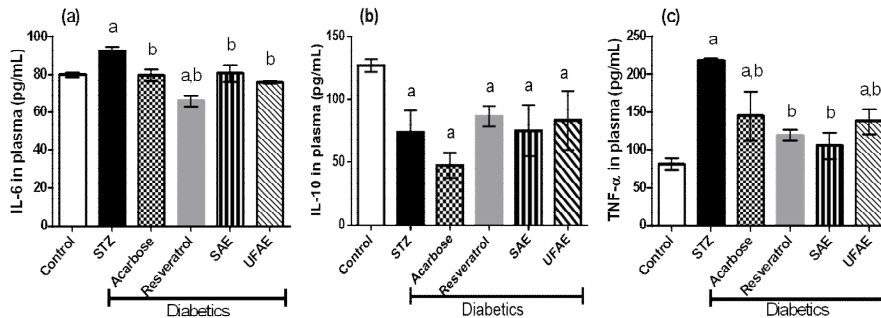 (a)
IL-6 in plasma (pg/mL)
100
80
60
40
20
0
a
b
a,b
b
b
Control
STZ
Acarbose
Resveratrol
SAE
UFAE
Diabetics
(b)
IL-10 in plasma (pg/mL)
150
100
50
0
a
a
a
a
a
Control
STZ
Acarbose
Resveratrol
SAE
UFAE
Diabetics
(c)
TNF-α in plasma (pg/mL)
250
200
150
100
50
0
a
a,b
b
b
a,b
Control
STZ
Acarbose
Resveratrol
SAE
UFAE
Diabetics